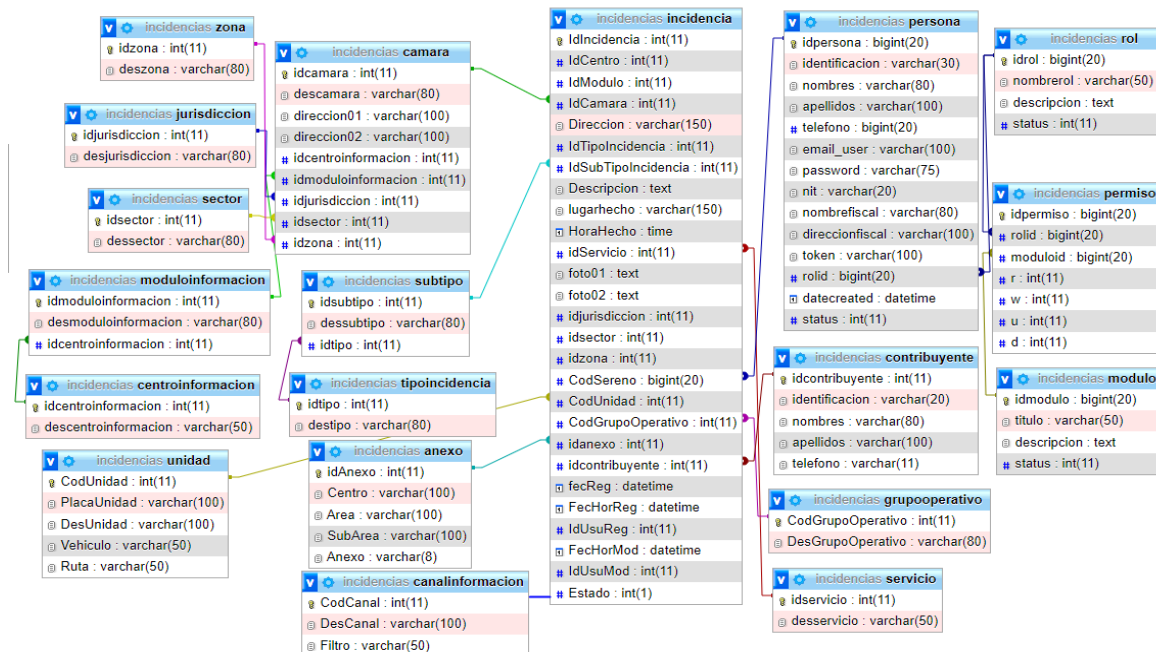 incidencias zona
idzona : int(11)
deszona : varchar(80)
incidencias jurisdiccion
idjurisdiccion : int(11)
desjurisdiccion : varchar(80)
incidencias sector
idsector : int(11)
dessector : varchar(80)
incidencias moduloinformacion
idmoduloinformacion : int(11)
desmoduloinformacion : varchar(80)
idcentroinformacion : int(11)
incidencias centroinformacion
idcentroinformacion : int(11)
descentroinformacion : varchar(50)
incidencias unidad
CodUnidad : int(11)
PlacaUnidad : varchar(100)
DesUnidad : varchar(100)
Vehiculo : varchar(50)
Ruta : varchar(50)
incidencias camara
idcamara : int(11)
descamara : varchar(80)
direccion01 : varchar(100)
direccion02 : varchar(100)
idcentroinformacion : int(11)
idmoduloinformacion : int(11)
idjurisdiccion : int(11)
idsector : int(11)
idzona : int(11)
incidencias subtipo
idsubtipo : int(11)
dessubtipo : varchar(80)
idtipo : int(11)
incidencias tipoincidencia
idtipo : int(11)
destipo : varchar(80)
incidencias anexo
idAnexo : int(11)
Centro : varchar(100)
Area : varchar(100)
SubArea : varchar(100)
Anexo : varchar(8)
incidencias canalinformacion
CodCanal : int(11)
DesCanal : varchar(100)
Filtro : varchar(50)
incidencias incidencia
IdIncidencia : int(11)
IdCentro : int(11)
IdModulo : int(11)
IdCamara : int(11)
Direccion : varchar(150)
IdTipoIncidencia : int(11)
IdSubTipoIncidencia : int(11)
Descripcion : text
lugarhecho : varchar(150)
HoraHecho : time
idServicio : int(11)
foto01 : text
foto02 : text
idjurisdiccion : int(11)
idsector : int(11)
idzona : int(11)
CodSereno : bigint(20)
CodUnidad : int(11)
CodGrupoOperativo : int(11)
idanexo : int(11)
idcontribuyente : int(11)
fecReg : datetime
FecHorReg : datetime
IdUsuReg : int(11)
FecHorMod : datetime
IdUsuMod : int(11)
Estado : int(1)
incidencias persona
idpersona : bigint(20)
identificacion : varchar(30)
nombres : varchar(80)
apellidos : varchar(100)
telefono : bigint(20)
email_user : varchar(100)
password : varchar(75)
nit : varchar(20)
nombrefiscal : varchar(80)
direccionfiscal : varchar(100)
token : varchar(100)
rolid : bigint(20)
datecreated : datetime
status : int(11)
incidencias contribuyente
idcontribuyente : int(11)
identificacion : varchar(20)
nombres : varchar(80)
apellidos : varchar(100)
telefono : varchar(11)
incidencias grupooperativo
CodGrupoOperativo : int(11)
DesGrupoOperativo : varchar(80)
incidencias servicio
idservicio : int(11)
desservicio : varchar(50)
incidencias rol
idrol : bigint(20)
nombrerol : varchar(50)
descripcion : text
status : int(11)
incidencias permiso
idpermiso : bigint(20)
rolid : bigint(20)
moduloid : bigint(20)
r : int(11)
w : int(11)
u : int(11)
d : int(11)
incidencias modulo
idmodulo : bigint(20)
titulo : varchar(50)
descripcion : text
status : int(11)